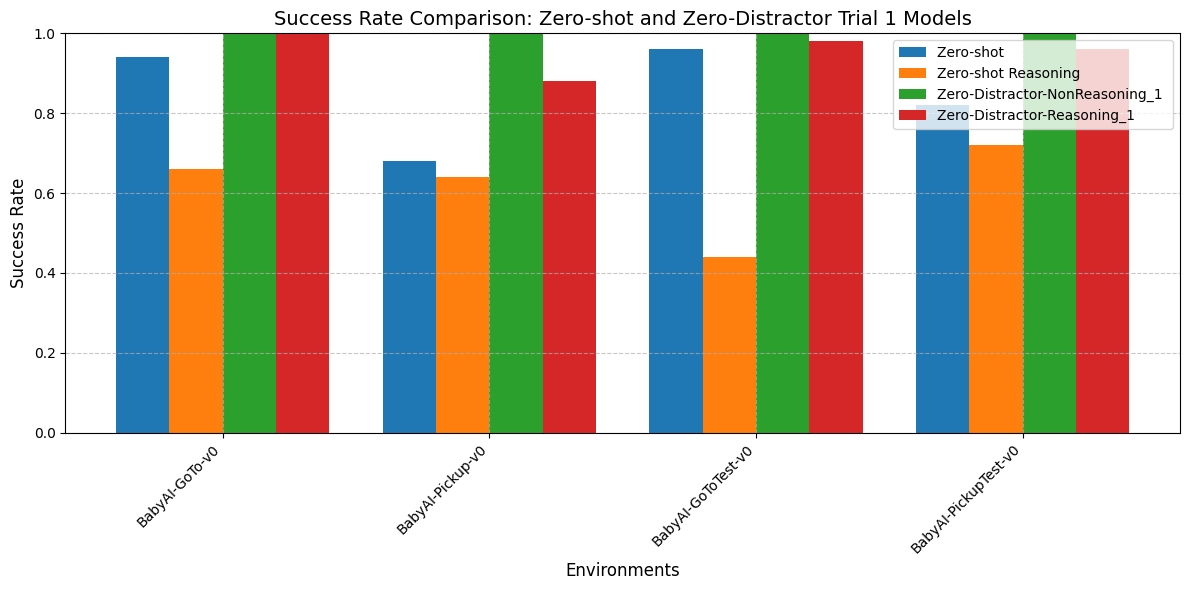 Success Rate Comparison: Zero-shot and Zero-Distractor Trial 1 Models
Success Rate
1.0
0.8
0.6
0.4
0.2
0.0
Zero-shot
Zero-shot Reasoning
Zero-Distractor-NonReasoning_1
Zero-Distractor-Reasoning_1
BabyAI-GoTo-v0
BabyAI-Pickup-v0
BabyAI-GoToTest-v0
BabyAI-PickupTest-v0
Environments